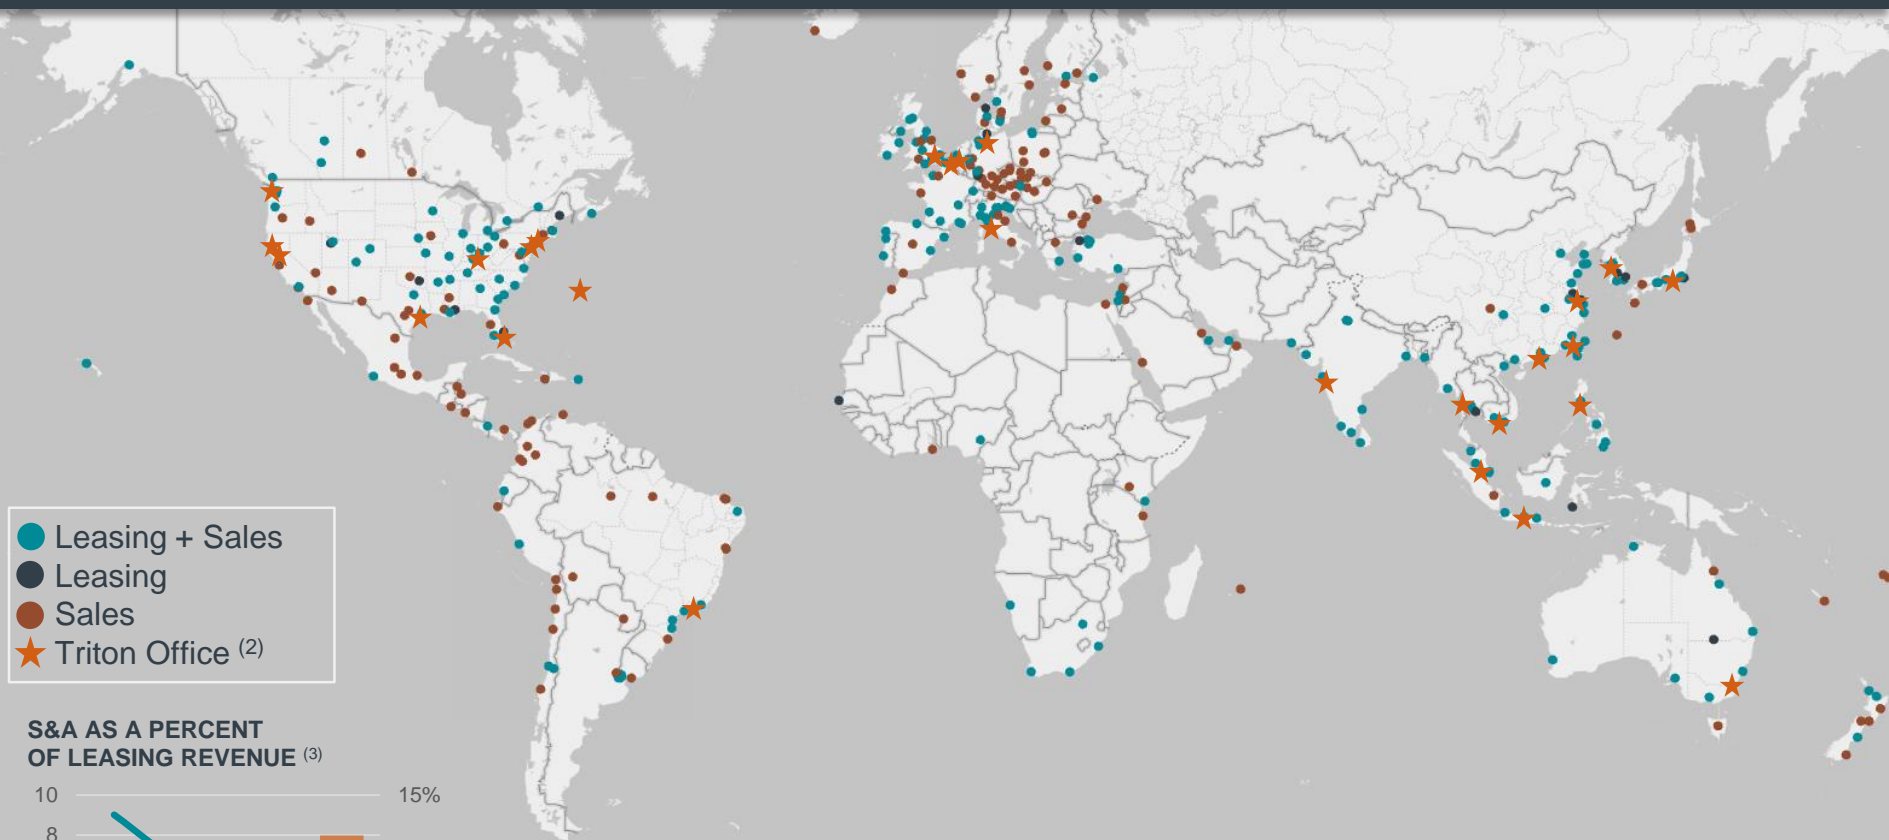 Leasing + Sales
Leasing
Sales
Triton Office (2)
S&A AS A PERCENT
OF LEASING REVENUE (3)
10 15%
8